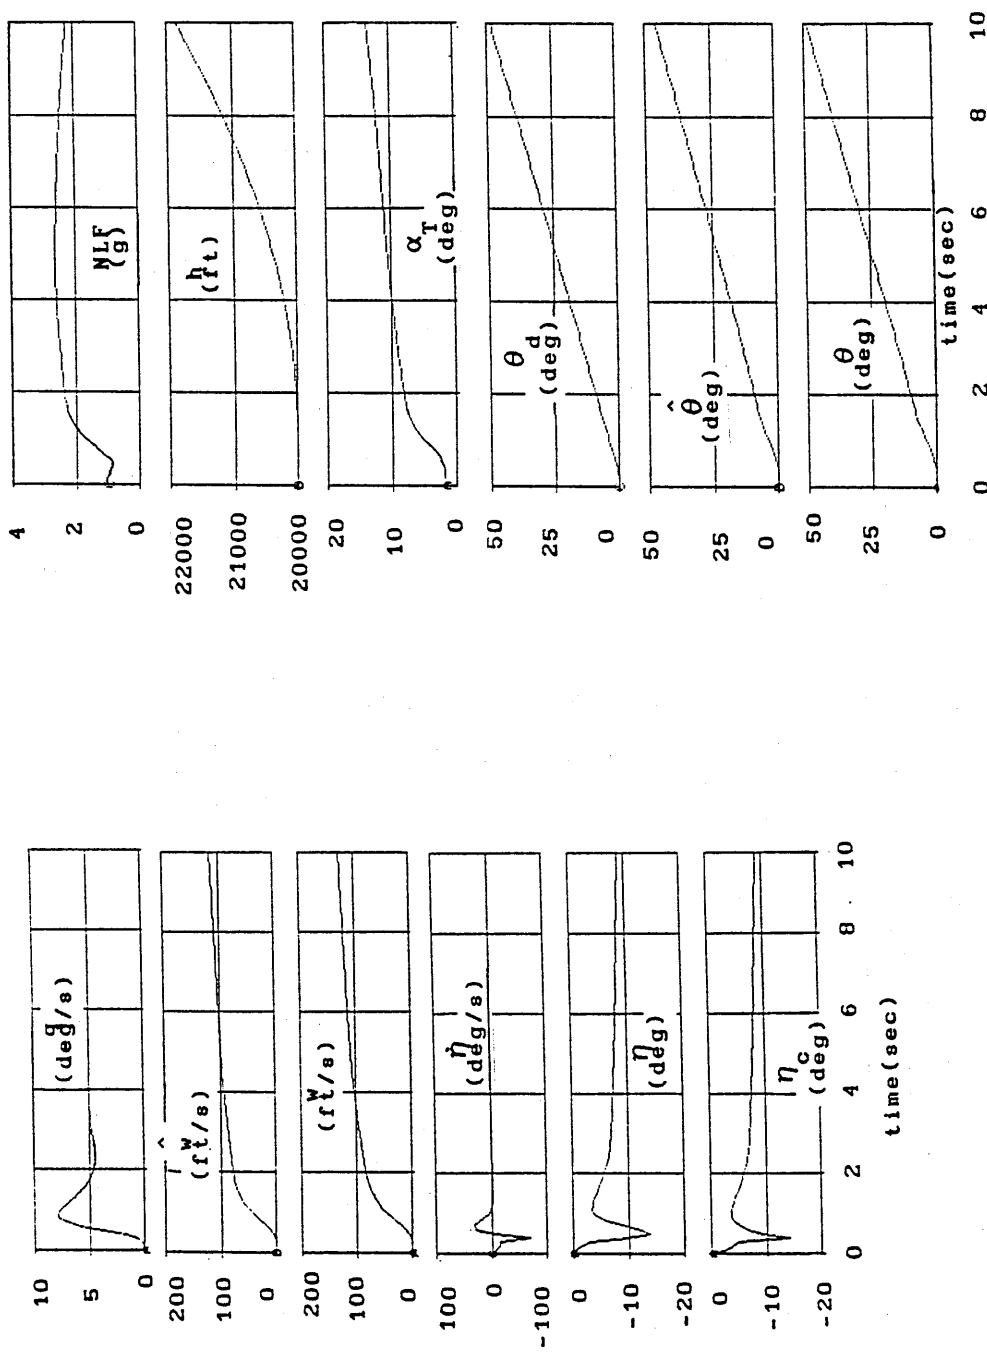 10
5
0
q
(deg/s)
200
100
0
ŵ
(ft/s)
200
100
0
w
(ft/s)
100
0
-100
η̇
(deg/s)
0
-10
-20
η
(deg)
0
-10
-20
η c
(deg)
0 2 4 6 8 10
time(sec)
4
2
0
NLF
(g)
22000
21000
20000
h
(ft)
20
10
0
α T
(deg)
50
25
0
θ d
(deg)
50
25
0
θ̂
(deg)
50
25
0
θ
(deg)
0 2 4 6 8 10
time(sec)